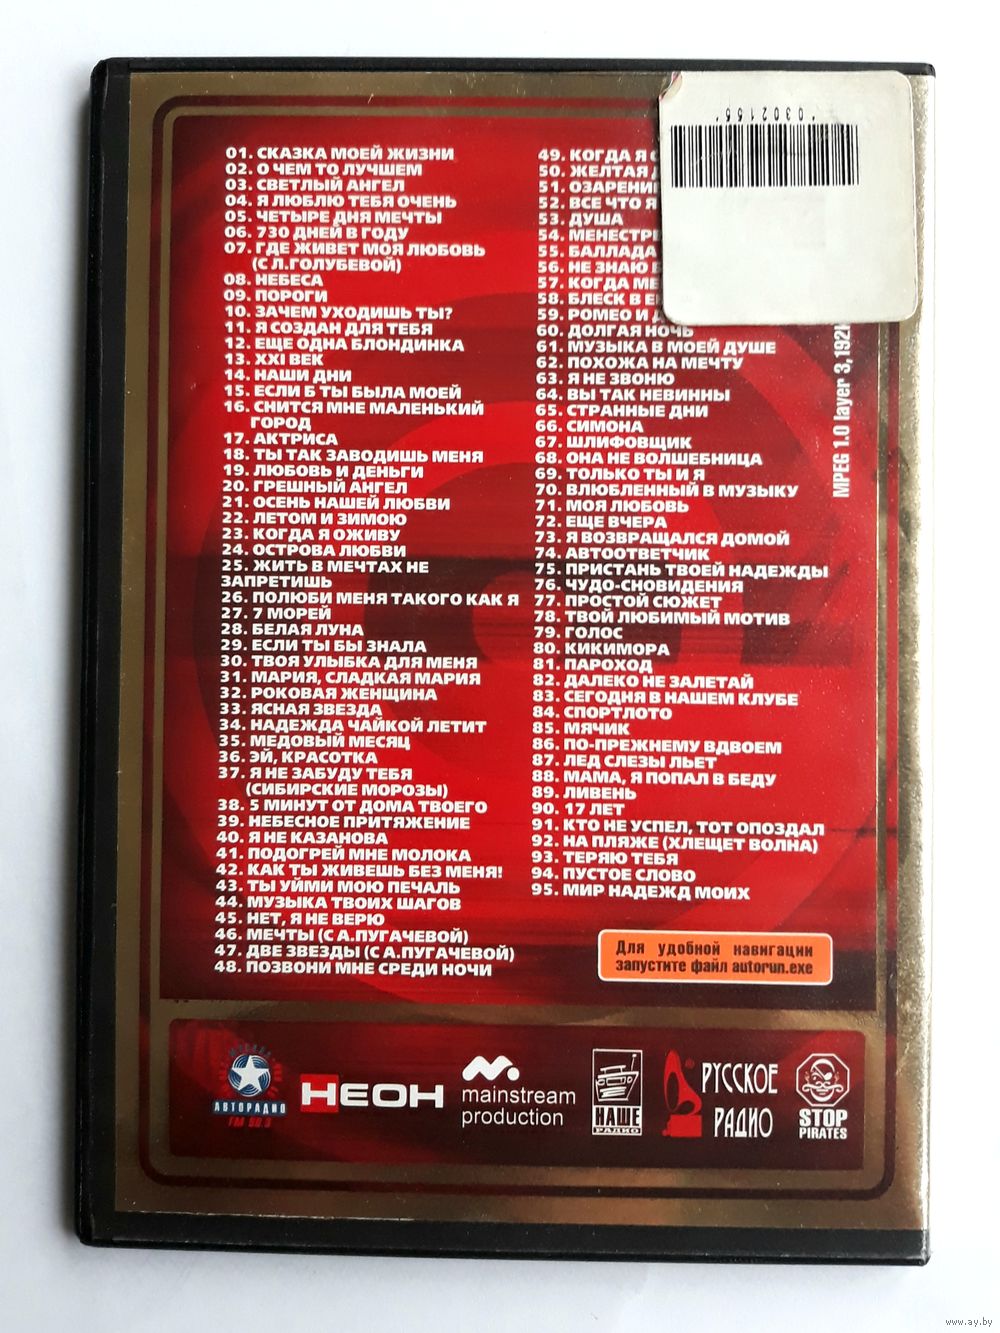 01. СКАЗКА МОЕЙ ЖИЗНИ
02. О ЧЕМ ТО ЛУЧШЕМ
03. СВЕТЛЫЙ АНГЕЛ
04. Я ЛЮБЛЮ ТЕБЯ ОЧЕНЬ
05. ЧЕТЫРЕ ДНЯ МЕЧТЫ
06. 730 ДНЕЙ В ГОДУ
07. ГДЕ ЖИВЕТ МОЯ ЛЮБОВЬ
(С Л.ГОЛУБЕВОЙ)
08. НЕБЕСА
09. ПОРОГИ
10. ЗАЧЕМ УХОДИШЬ ТЫ?
11. Я СОЗДАН ДЛЯ ТЕБЯ
12. ЕЩЕ ОДНА БЛОНДИНКА
13. XXI ВЕК
14. НАШИ ДНИ
15. ЕСЛИ Б ТЫ БЫЛА МОЕЙ
16. СНИТСЯ МНЕ МАЛЕНЬКИЙ
ГОРОД
17. АКТРИСА
18. ТЫ ТАК ЗАВОДИШЬ МЕНЯ
19. ЛЮБОВЬ И ДЕНЬГИ
20. ГРЕШНЫЙ АНГЕЛ
21. ОСЕНЬ НАШЕЙ ЛЮБВИ
22. ЛЕТОМ И ЗИМОЮ
23. КОГДА Я ОЖИВУ
24. ОСТРОВА ЛЮБВИ
25. ЖИТЬ В МЕЧТАХ НЕ
ЗАПРЕТИШЬ
26. ПОЛЮБИ МЕНЯ ТАКОГО КАК Я
27. 7 МОРЕЙ
28. БЕЛАЯ ЛУНА
29. ЕСЛИ ТЫ БЫ ЗНАЛА
30. ТВОЯ УЛЫБКА ДЛЯ МЕНЯ
31. МАРИЯ, СЛАДКАЯ МАРИЯ
32. РОКОВАЯ ЖЕНЩИНА
33. ЯСНАЯ ЗВЕЗДА
34. НАДЕЖДА ЧАЙКОЙ ЛЕТИТ
35. МЕДОВЫЙ МЕСЯЦ
36. ЭЙ, КРАСОТКА
37. Я НЕ ЗАБУДУ ТЕБЯ
(СИБИРСКИЕ МОРОЗЫ)
38. 5 МИНУТ ОТ ДОМА ТВОЕГО
39. НЕБЕСНОЕ ПРИТЯЖЕНИЕ
40. Я НЕ КАЗАНОВА
41. ПОДОГРЕЙ МНЕ МОЛОКА
42. КАК ТЫ ЖИВЕШЬ БЕЗ МЕНЯ!
43. ТЫ УЙМИ МОЮ ПЕЧАЛЬ
44. МУЗЫКА ТВОИХ ШАГОВ
45. НЕТ, Я НЕ ВЕРЮ
46. МЕЧТЫ (С А.ПУГАЧЕВОЙ)
47. ДВЕ ЗВЕЗДЫ (С А.ПУГАЧЕВОЙ)
48. ПОЗВОНИ МНЕ СРЕДИ НОЧИ
49. КОГДА Я
50. ЖЕЛТАЯ
51. ОЗАРЕНИ
52. ВСЕ ЧТО Я
53. ДУША
54. МЕНЕСТР
55. БАЛЛАДА
56. НЕ ЗНАЮ
57. КОГДА МЕ
58. БЛЕСК В
59. РОМЕО И
60. ДОЛГАЯ НОЧЬ
61. МУЗЫКА В МОЕЙ ДУШЕ
62. ПОХОЖА НА МЕЧТУ
63. Я НЕ ЗВОНЮ
64. ВЫ ТАК НЕВИННЫ
65. СТРАННЫЕ ДНИ
66. СИМОНА
67. ШЛИФОВЩИК
68. ОНА НЕ ВОЛШЕБНИЦА
69. ТОЛЬКО ТЫ И Я
70. ВЛЮБЛЕННЫЙ В МУЗЫКУ
71. МОЯ ЛЮБОВЬ
72. ЕЩЕ ВЧЕРА
73. Я ВОЗВРАЩАЛСЯ ДОМОЙ
74. АВТООТВЕТЧИК
75. ПРИСТАНЬ ТВОЕЙ НАДЕЖДЫ
76. ЧУДО-СНОВИДЕНИЯ
77. ПРОСТОЙ СЮЖЕТ
78. ТВОЙ ЛЮБИМЫЙ МОТИВ
79. ГОЛОС
80. КИКИМОРА
81. ПАРОХОД
82. ДАЛЕКО НЕ ЗАЛЕТАЙ
83. СЕГОДНЯ В НАШЕМ КЛУБЕ
84. СПОРТЛОТО
85. МЯЧИК
86. ПО-ПРЕЖНЕМУ ВДВОЕМ
87. ЛЕД СЛЕЗЫ ЛЬЕТ
88. МАМА, Я ПОПАЛ В БЕДУ
89. ЛИВЕНЬ
90. 17 ЛЕТ
91. КТО НЕ УСПЕЛ, ТОТ ОПОЗДАЛ
92. НА ПЛЯЖЕ (ХЛЕЩЕТ ВОЛНА)
93. ТЕРЯЮ ТЕБЯ
94. ПУСТОЕ СЛОВО
95. МИР НАДЕЖД МОИХ
*0302155*
MPEG 1.0 layer 3,192
Для удобной навигации
запустите файл autorun.exe
АВТОРАДИО
FM 90.3
НЕОН
mainstream
production
НАШЕ
РАДИО
РУССКОЕ
РАДИО
STOP
PIRATES
www.ay.by